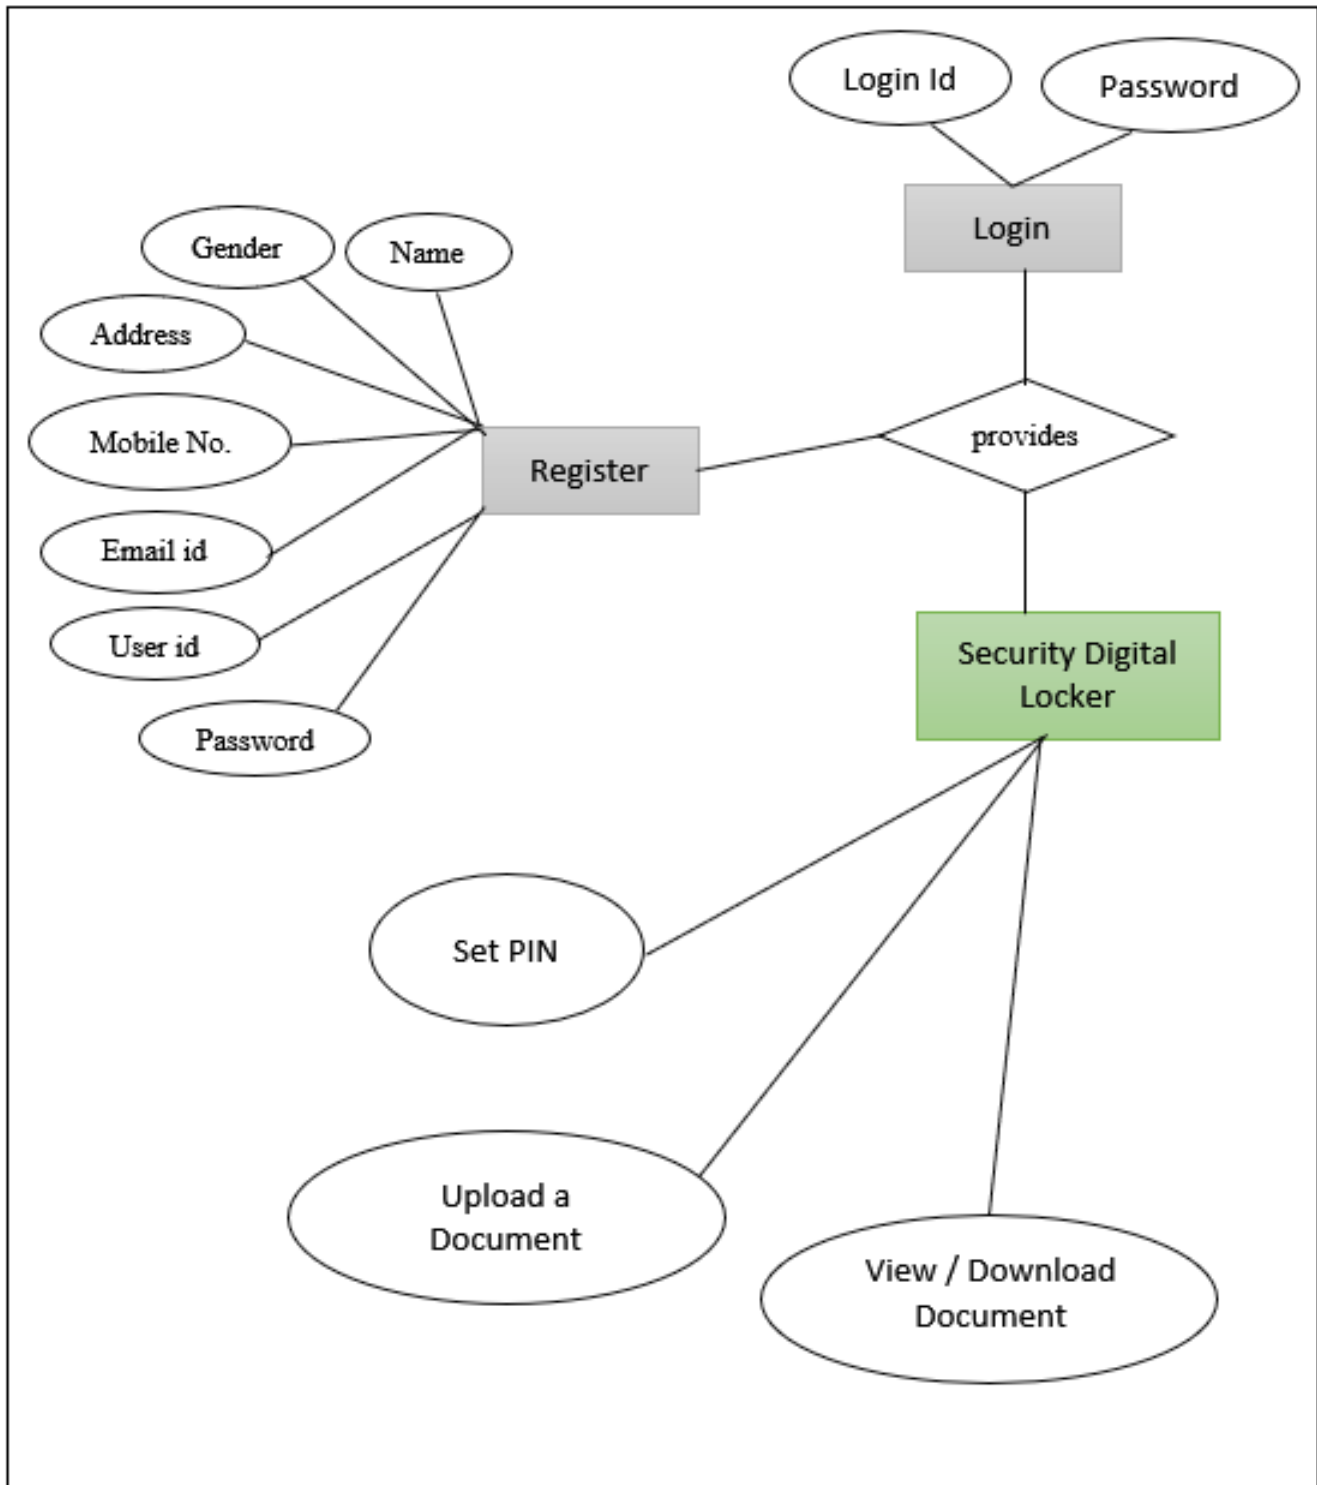 Login Id
Password
Login
Gender
Name
Address
Mobile No.
provides
Register
Email id
User id
Security Digital
Locker
Password
Set PIN
Upload a
Document
View / Download
Document